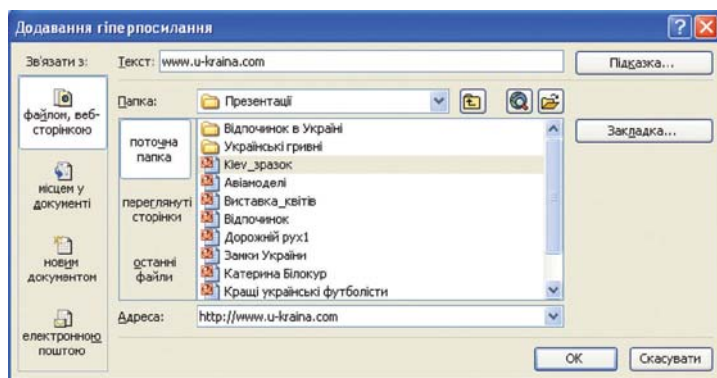 Додавання гіперпосилання
Зв'язати з:
Текст: www.u-kraina.com
Підказка...
файлом, веб-
сторінкою
Папка: Презентації
поточна
папка
Відпочинок в Україні
Українські гривні
Kiev_зразок
Авіамоделі
Виставка_квітів
Відпочинок
Дорожній рух1
Замки України
Катерина Білокур
Кращі українські футболісти
Закладка...
місцем у
документі
переглянуті
сторінки
новим
документом
останні
файли
електронною
поштою
Адреса: http://www.u-kraina.com
ОК
Скасувати